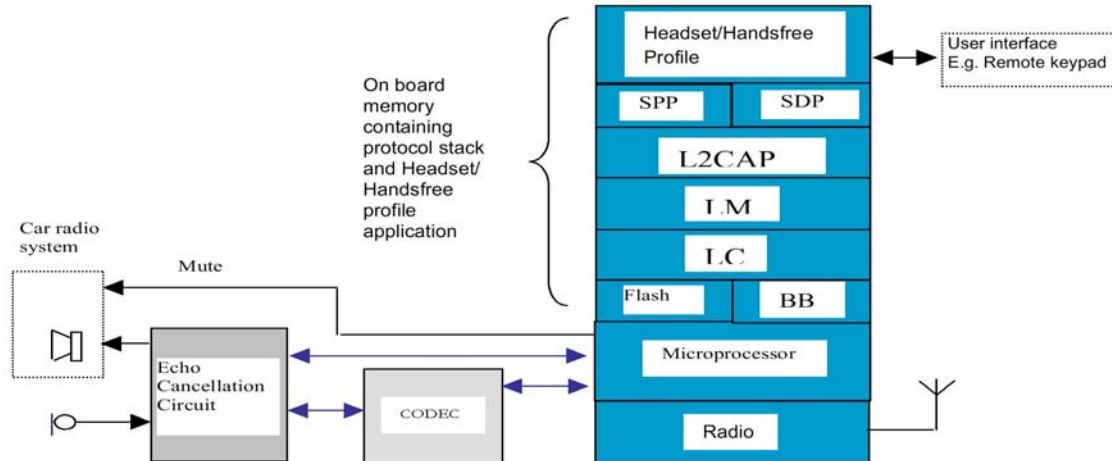 Headset/Handsfree
Profile
User interface
E.g. Remote keypad
On board
memory
containing
protocol stack
and Headset/
Handsfree
profile
application
SPP
SDP
L2CAP
LM
LC
Flash
BB
Car radio
system
Mute
Microprocessor
Echo
Cancellation
Circuit
CODEC
Radio